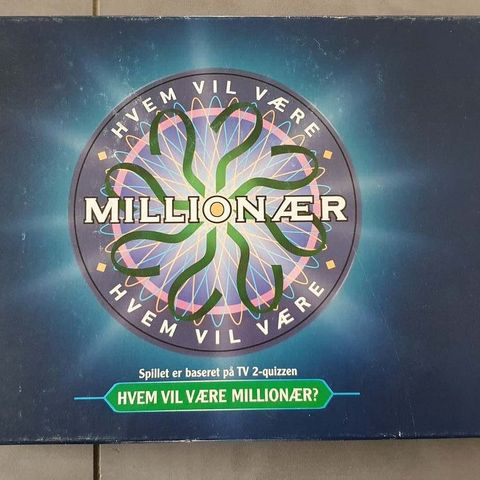 HVEM VIL VÆRE
MILLIONÆR
HVEM VIL VÆRE
Spillet er baseret på TV 2-quizzen
HVEM VIL VÆRE MILLIONÆR?